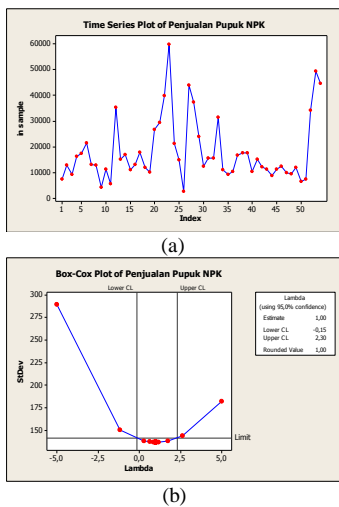 Time Series Plot of Penjualan Pupuk NPK
60000
50000
40000
30000
20000
10000
0
in sample
1 5 10 15 20 25 30 35 40 45 50
Index
(a)
Box-Cox Plot of Penjualan Pupuk NPK
Lower CL Upper CL
300
250
200
150
StDev
Limit
-5,0 -2,5 0,0 2,5 5,0
Lambda
Lambda
(using 95,0% confidence)
Estimate 1,00
Lower CL -0,15
Upper CL 2,30
Rounded Value 1,00
(b)